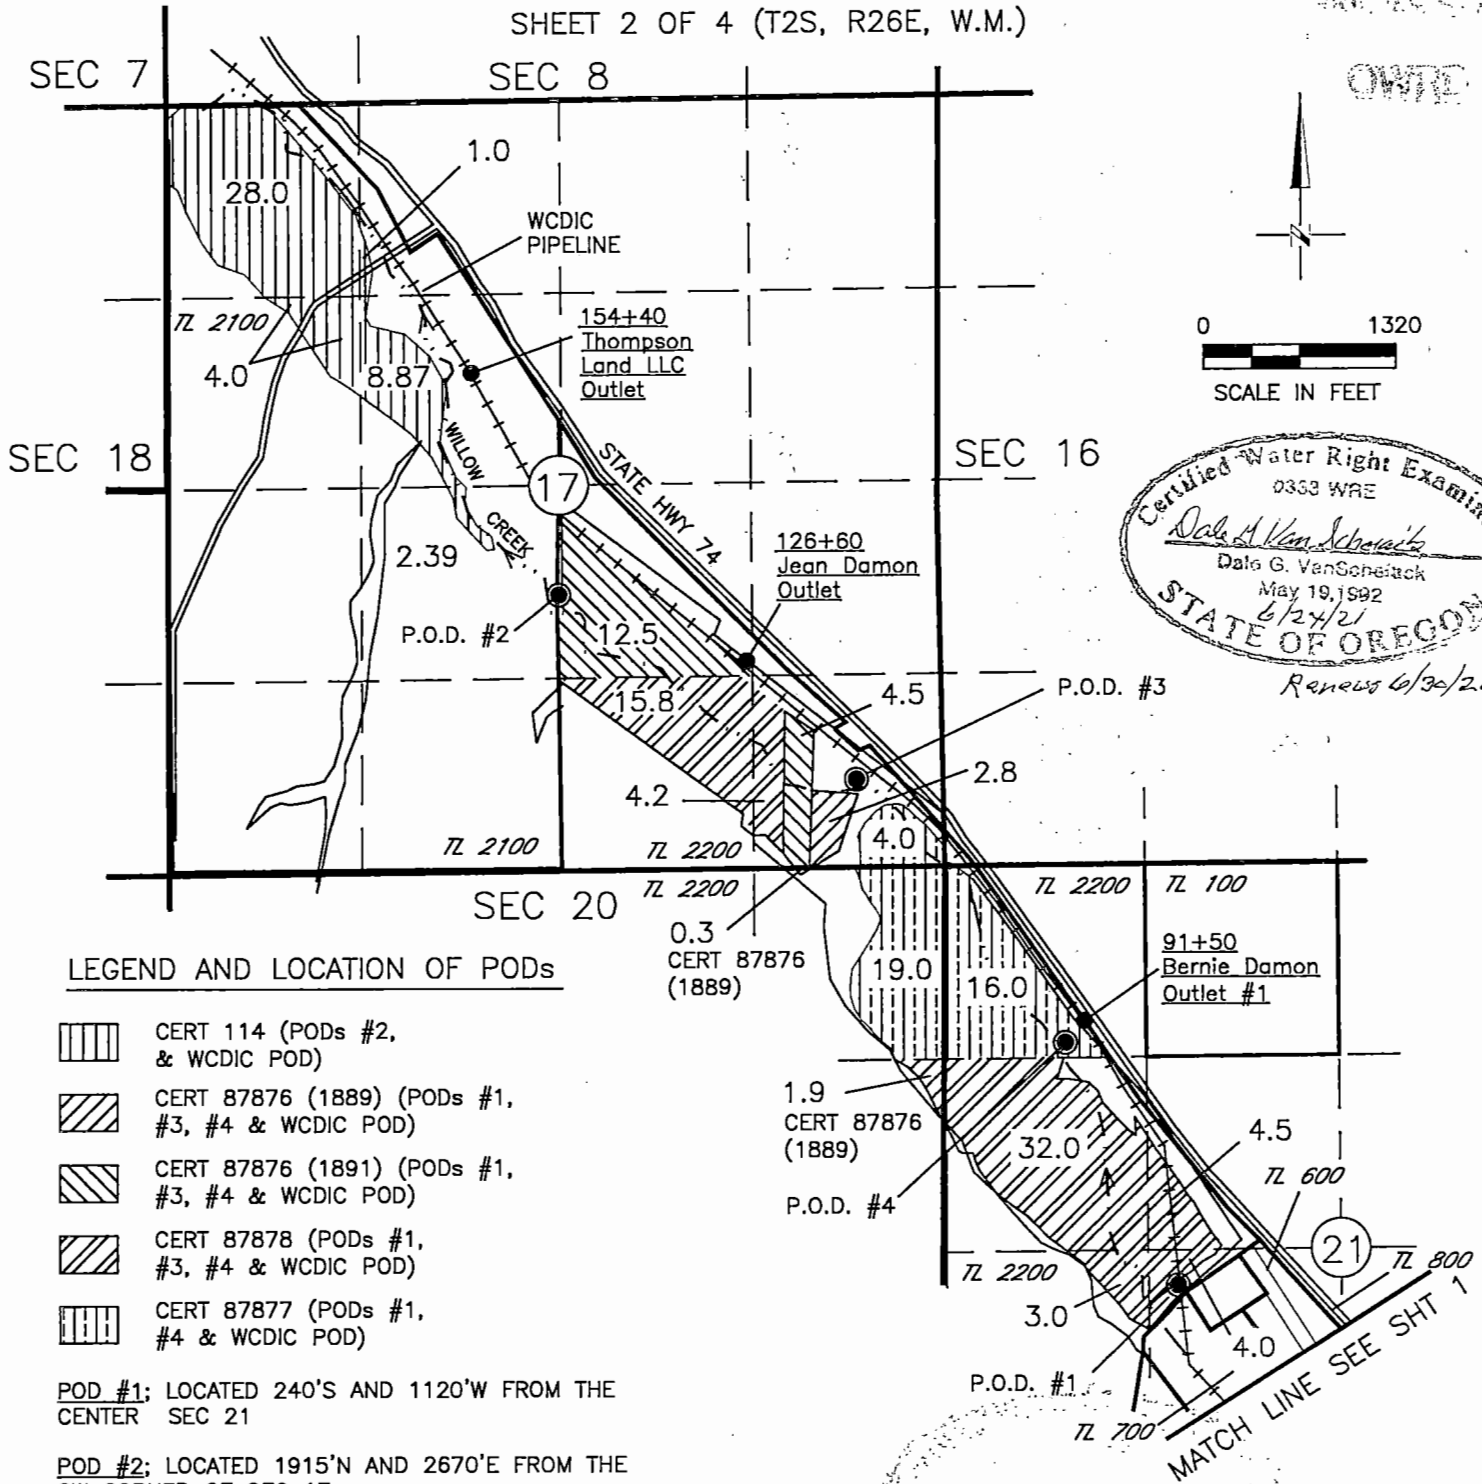 SHEET 2 OF 4 (T2S, R26E, W.M.)
OWRD
SEC 7
SEC 8
1.0
28.0
WCDIC
PIPELINE
TL 2100
4.0
8.87
154+40
Thompson
Land LLC
Outlet
0 1320
SCALE IN FEET
SEC 18
WILLOW
CREEK
17
STATE HWY 74
SEC 16
Certified Water Right Examin
0333 WRE
Dale G. VanSchoiack
May 19, 1992
6/24/21
STATE OF OREGON
Renews 6/30/2
2.39
126+60
Jean Damon
Outlet
P.O.D. #2
12.5
15.8
4.5
P.O.D. #3
4.2
2.8
4.0
TL 2100
TL 2200
TL 2200
TL 2200
TL 100
SEC 20
0.3
CERT 87876
(1889)
19.0
16.0
91+50
Bernie Damon
Outlet #1
1.9
CERT 87876
(1889)
P.O.D. #4
32.0
4.5
TL 600
21
TL 2200
TL 800
3.0
4.0
P.O.D. #1
TL 700
MATCH LINE SEE SHT 1
LEGEND AND LOCATION OF PODs
CERT 114 (PODs #2,
& WCDIC POD)
CERT 87876 (1889) (PODs #1,
#3, #4 & WCDIC POD)
CERT 87876 (1891) (PODs #1,
#3, #4 & WCDIC POD)
CERT 87878 (PODs #1,
#3, #4 & WCDIC POD)
CERT 87877 (PODs #1,
#4 & WCDIC POD)
POD #1; LOCATED 240'S AND 1120'W FROM THE
CENTER SEC 21
POD #2; LOCATED 1915'N AND 2670'E FROM THE